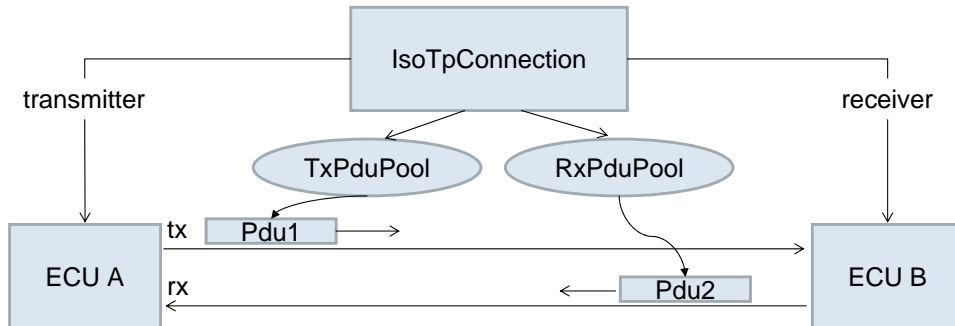 IsoTpConnection
transmitter
receiver
TxPduPool
RxPduPool
tx
Pdu1
ECU A
ECU B
rx
Pdu2